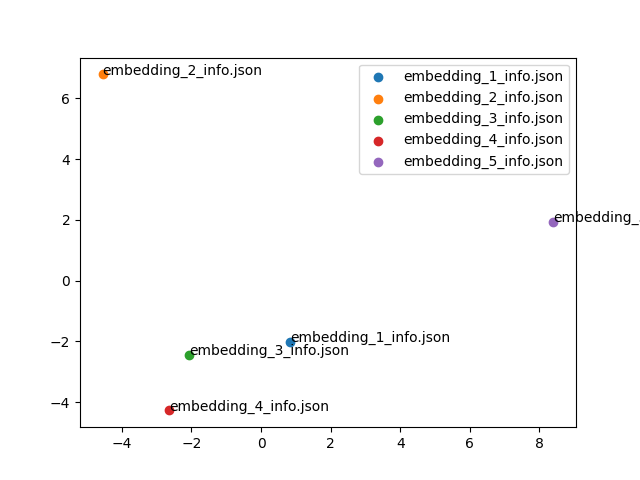 embedding_2_info.json
embedding_1_info.json
embedding_2_info.json
embedding_3_info.json
embedding_4_info.json
embedding_5_info.json
embedding_
embedding_1_info.json
embedding_3_info.json
embedding_4_info.json
6
4
2
0
−2
−4
−4
−2
0
2
4
6
8